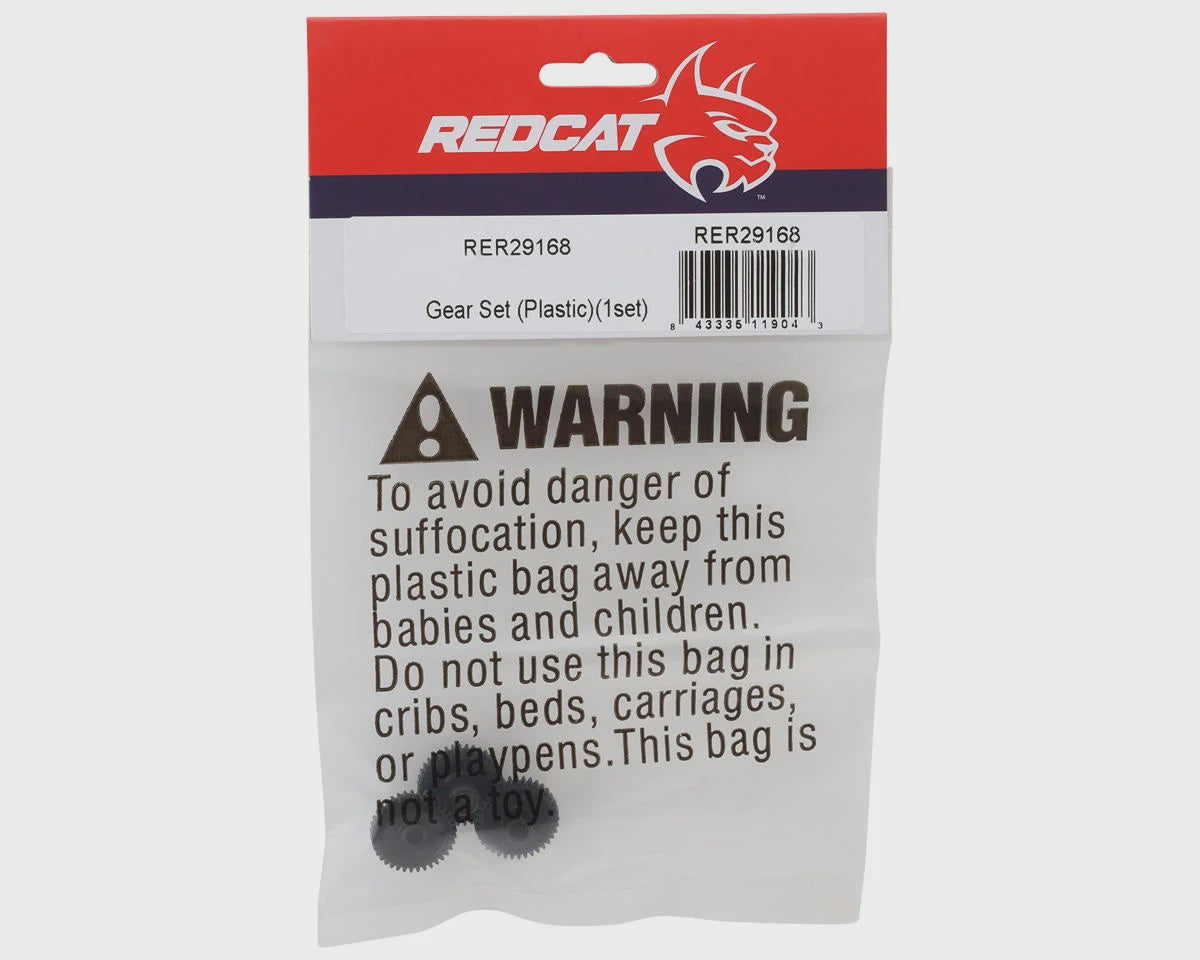 REDCAT
TM
RER29168
RER29168
Gear Set (Plastic)(1set)
8 43335 11904 3
WARNING
To avoid danger of
suffocation, keep this
plastic bag away from
babies and children.
Do not use this bag in
cribs, beds, carriages,
or playpens.This bag is
not a toy.